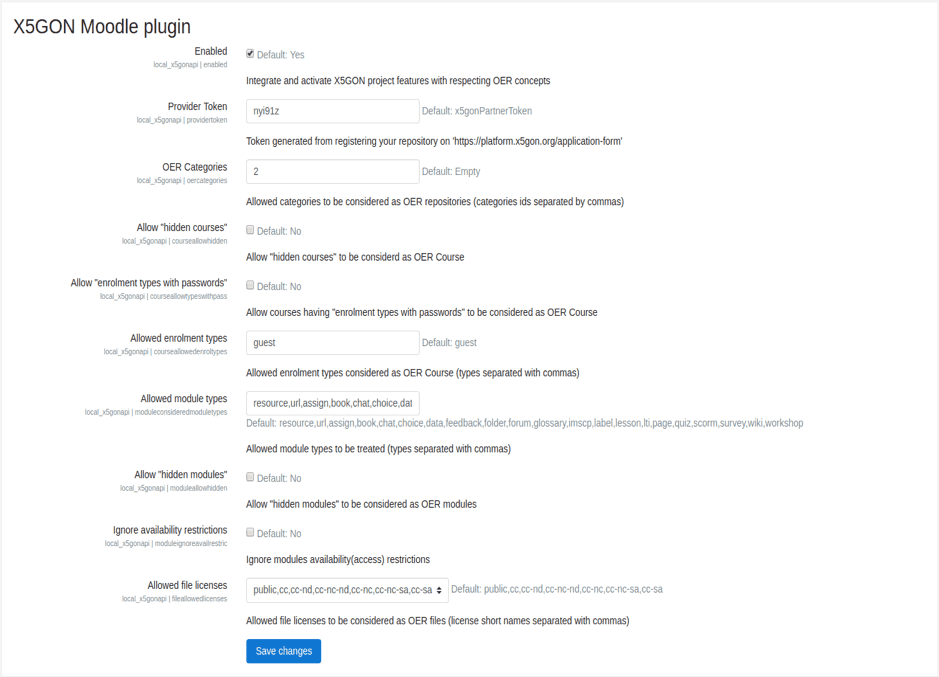 X5GON Moodle plugin
Enabled
Default: Yes
local_x5gonapi | enabled
Integrate and activate X5GON project features with respecting OER concepts
Provider Token
nyi91z
Default: x5gonPartnerToken
local_x5gonapi | providertoken
Token generated from registering your repository on 'https://platform.x5gon.org/application-form'
OER Categories
2
Default: Empty
local_x5gonapi | oercategories
Allowed categories to be considered as OER repositories (categories ids separated by commas)
Allow "hidden courses"
Default: No
local_x5gonapi | courseallowhidden
Allow "hidden courses" to be considerd as OER Course
Allow "enrolment types with passwords"
Default: No
local_x5gonapi | courseallowtypeswithpass
Allow courses having "enrolment types with passwords" to be considered as OER Course
Allowed enrolment types
guest
Default: guest
local_x5gonapi | courseallowedenroltypes
Allowed enrolment types considered as OER Course (types separated with commas)
Allowed module types
resource,url,assign,book,chat,choice,dat
local_x5gonapi | moduleconsideredmoduletypes
Default: resource,url,assign,book,chat,choice,data,feedback,folder,forum,glossary,imscp,label,lesson,lti,page,quiz,scorm,survey,wiki,workshop
Allowed module types to be treated (types separated with commas)
Allow "hidden modules"
Default: No
local_x5gonapi | moduleallowhidden
Allow "hidden modules" to be considered as OER modules
Ignore availability restrictions
Default: No
local_x5gonapi | moduleignoreavailrestric
Ignore modules availability(access) restrictions
Allowed file licenses
public,cc,cc-nd,cc-nc-nd,cc-nc,cc-nc-sa,cc-sa
Default: public,cc,cc-nd,cc-nc-nd,cc-nc,cc-nc-sa,cc-sa
local_x5gonapi | fileallowedlicenses
Allowed file licenses to be considered as OER files (license short names separated with commas)
Save changes